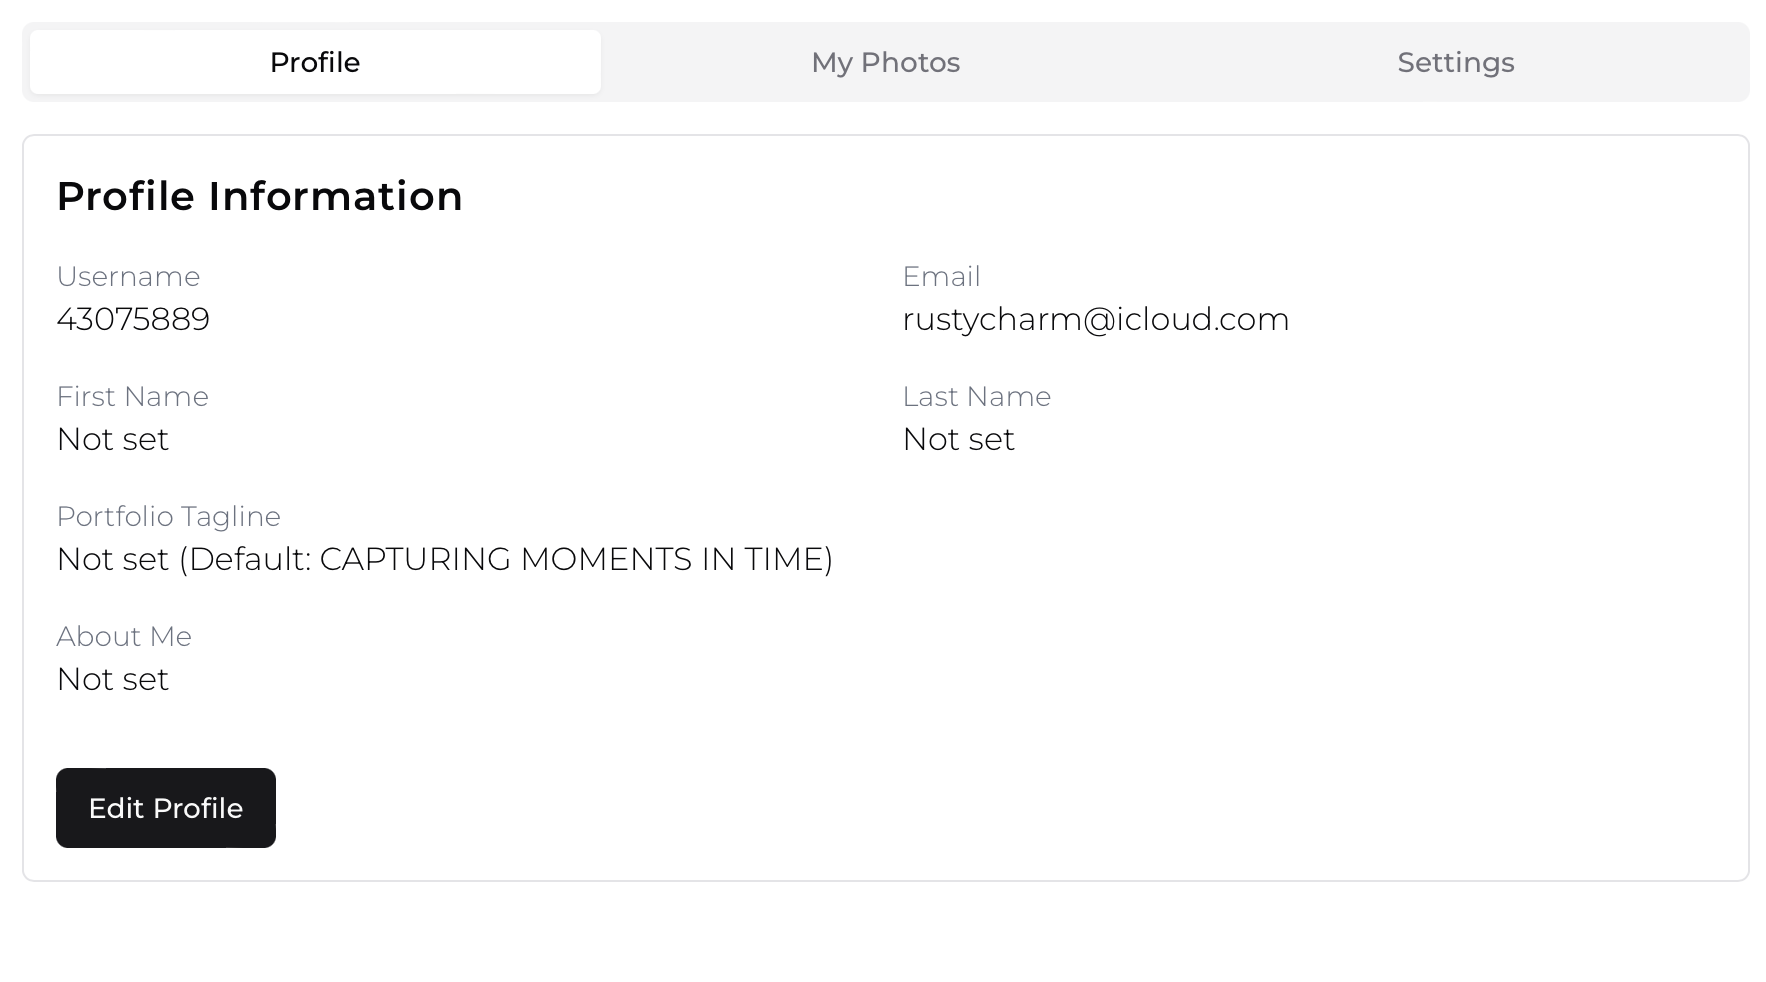 Profile
My Photos
Settings
Profile Information
Username
43075889
Email
rustycharm@icloud.com
First Name
Not set
Last Name
Not set
Portfolio Tagline
Not set (Default: CAPTURING MOMENTS IN TIME)
About Me
Not set
Edit Profile